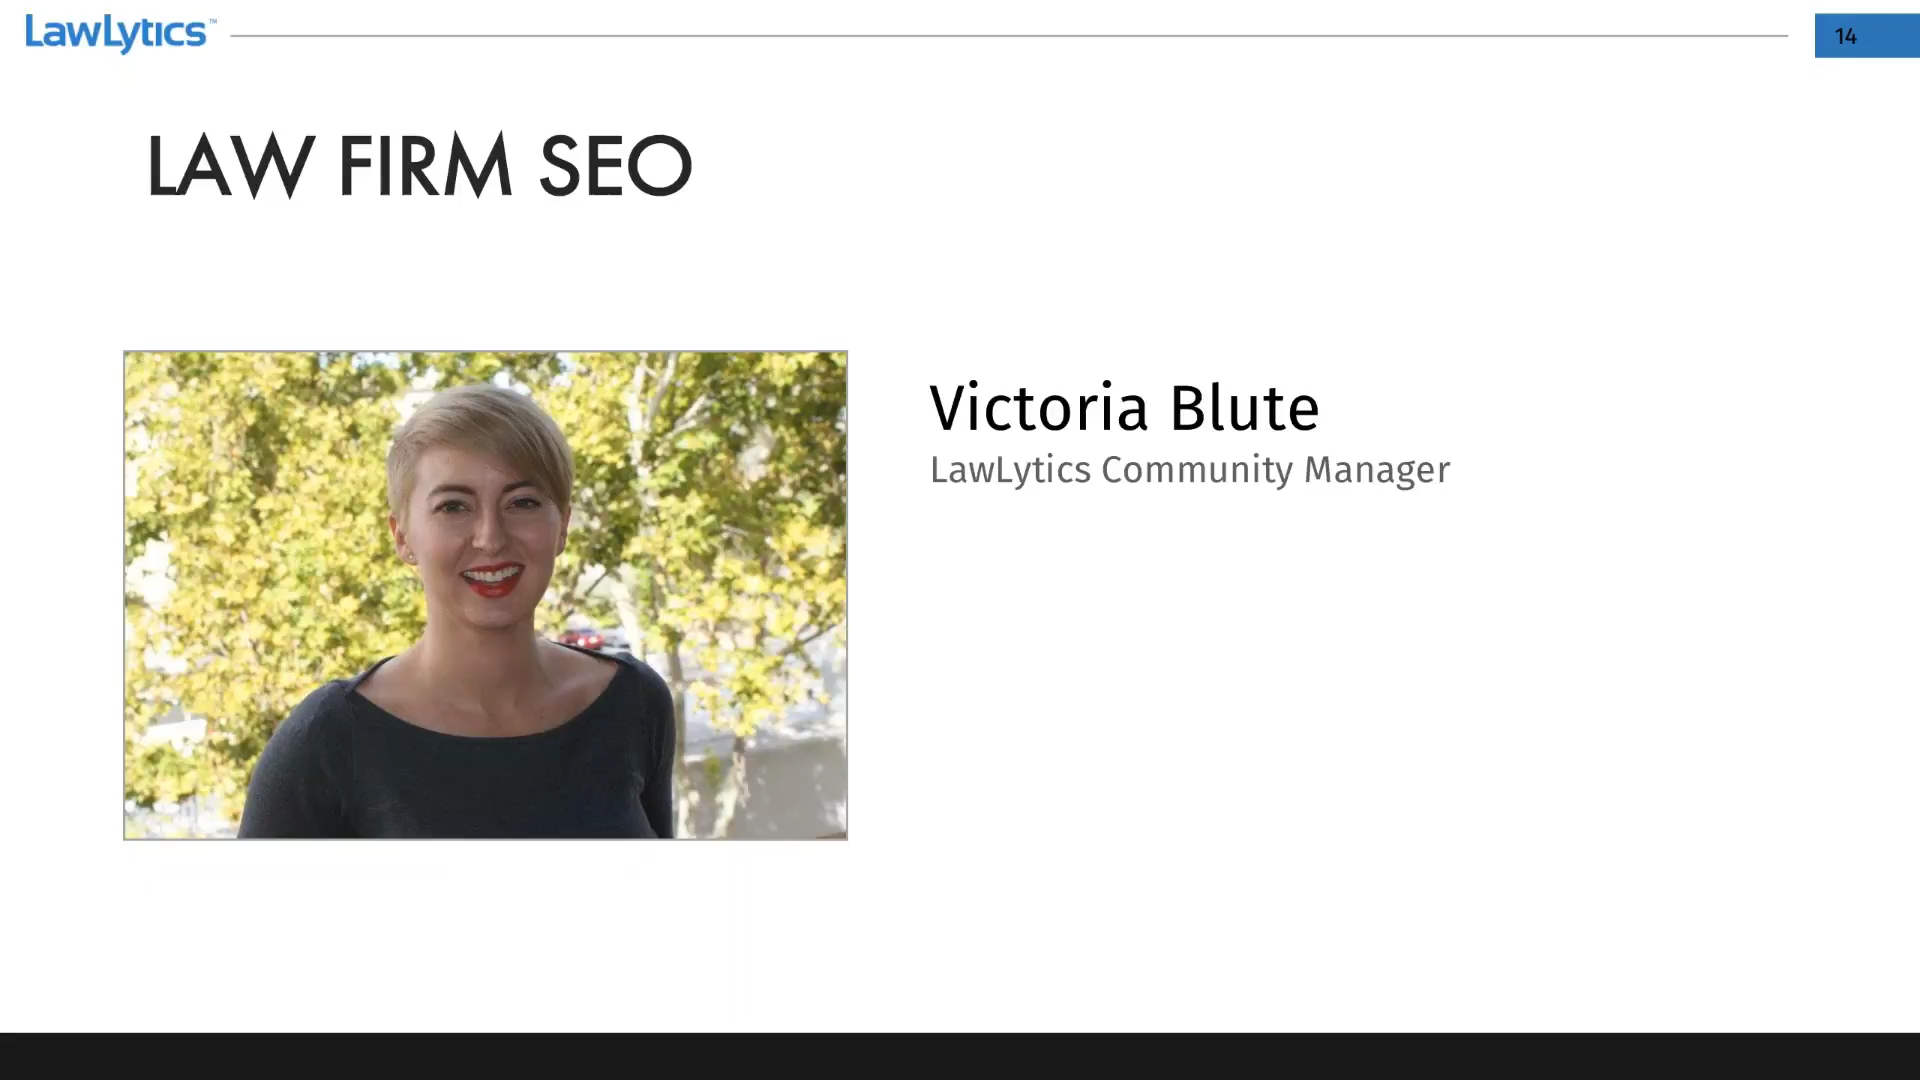 LawLytics™
14
LAW FIRM SEO
Victoria Blute
LawLytics Community Manager